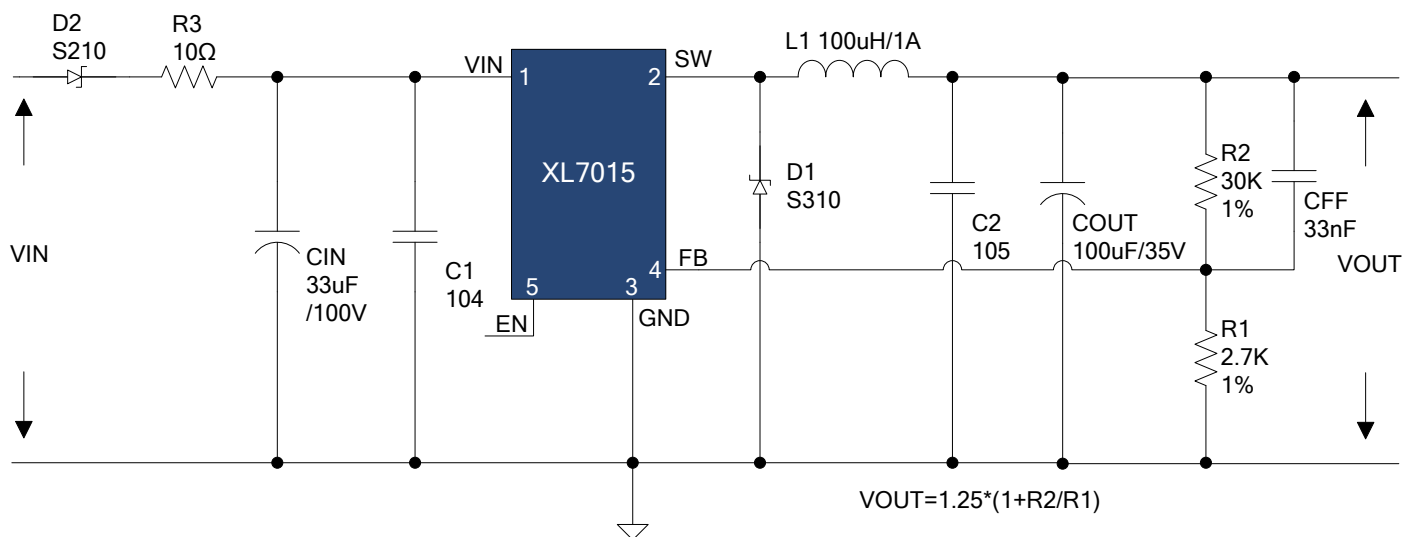 D2
S210
R3
10Ω
VIN
SW
L1 100uH/1A
1
2
XL7015
D1
S310
R2
30K
1%
CFF
33nF
VIN
CIN
33uF
/100V
C1
104
C2
105
COUT
100uF/35V
FB
VOUT
4
5
3
EN
GND
R1
2.7K
1%
VOUT=1.25*(1+R2/R1)